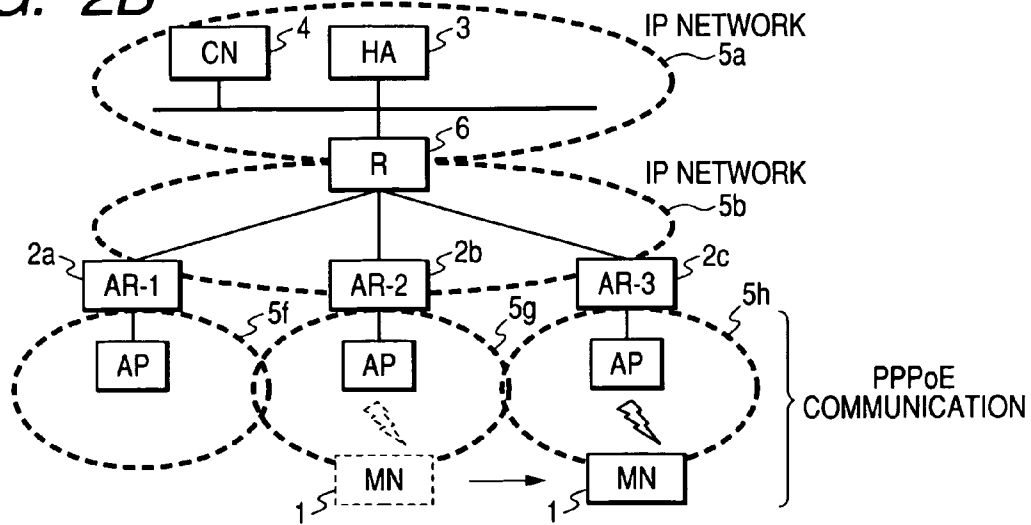 2B
CN
4
HA
3
IP NETWORK
5a
6
R
IP NETWORK
5b
2a
AR-1
2b
AR-2
2c
AR-3
5f
5g
5h
AP
AP
AP
PPPoE
COMMUNICATION
1
MN
1
MN